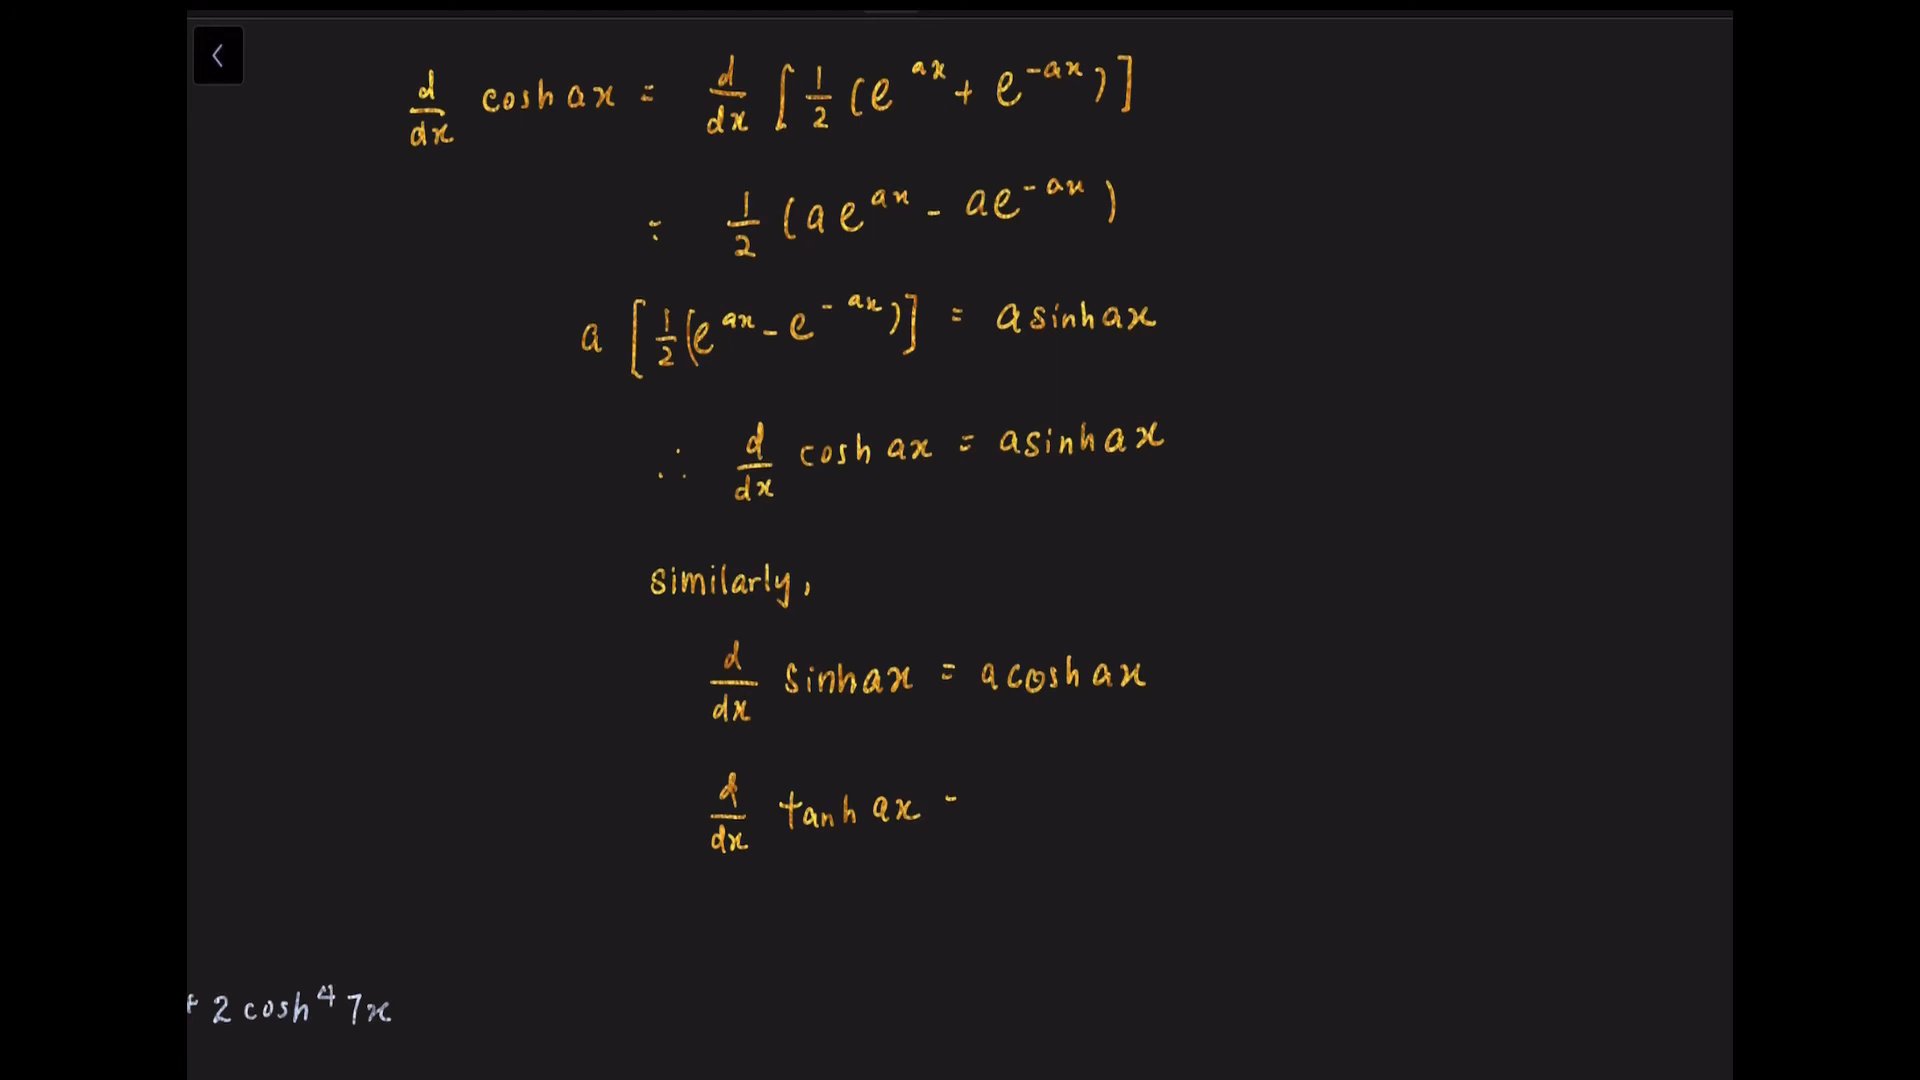 d/dx cosh ax = d/dx [1/2 (e^ax + e^-ax)]
= 1/2 (ae^ax - ae^-ax)
a [1/2 (e^ax - e^-ax)] = a sinh ax
∴ d/dx cosh ax = a sinh ax
similarly,
d/dx sinh ax = a cosh ax
d/dx tanh ax -
+ 2 cosh^4 7x